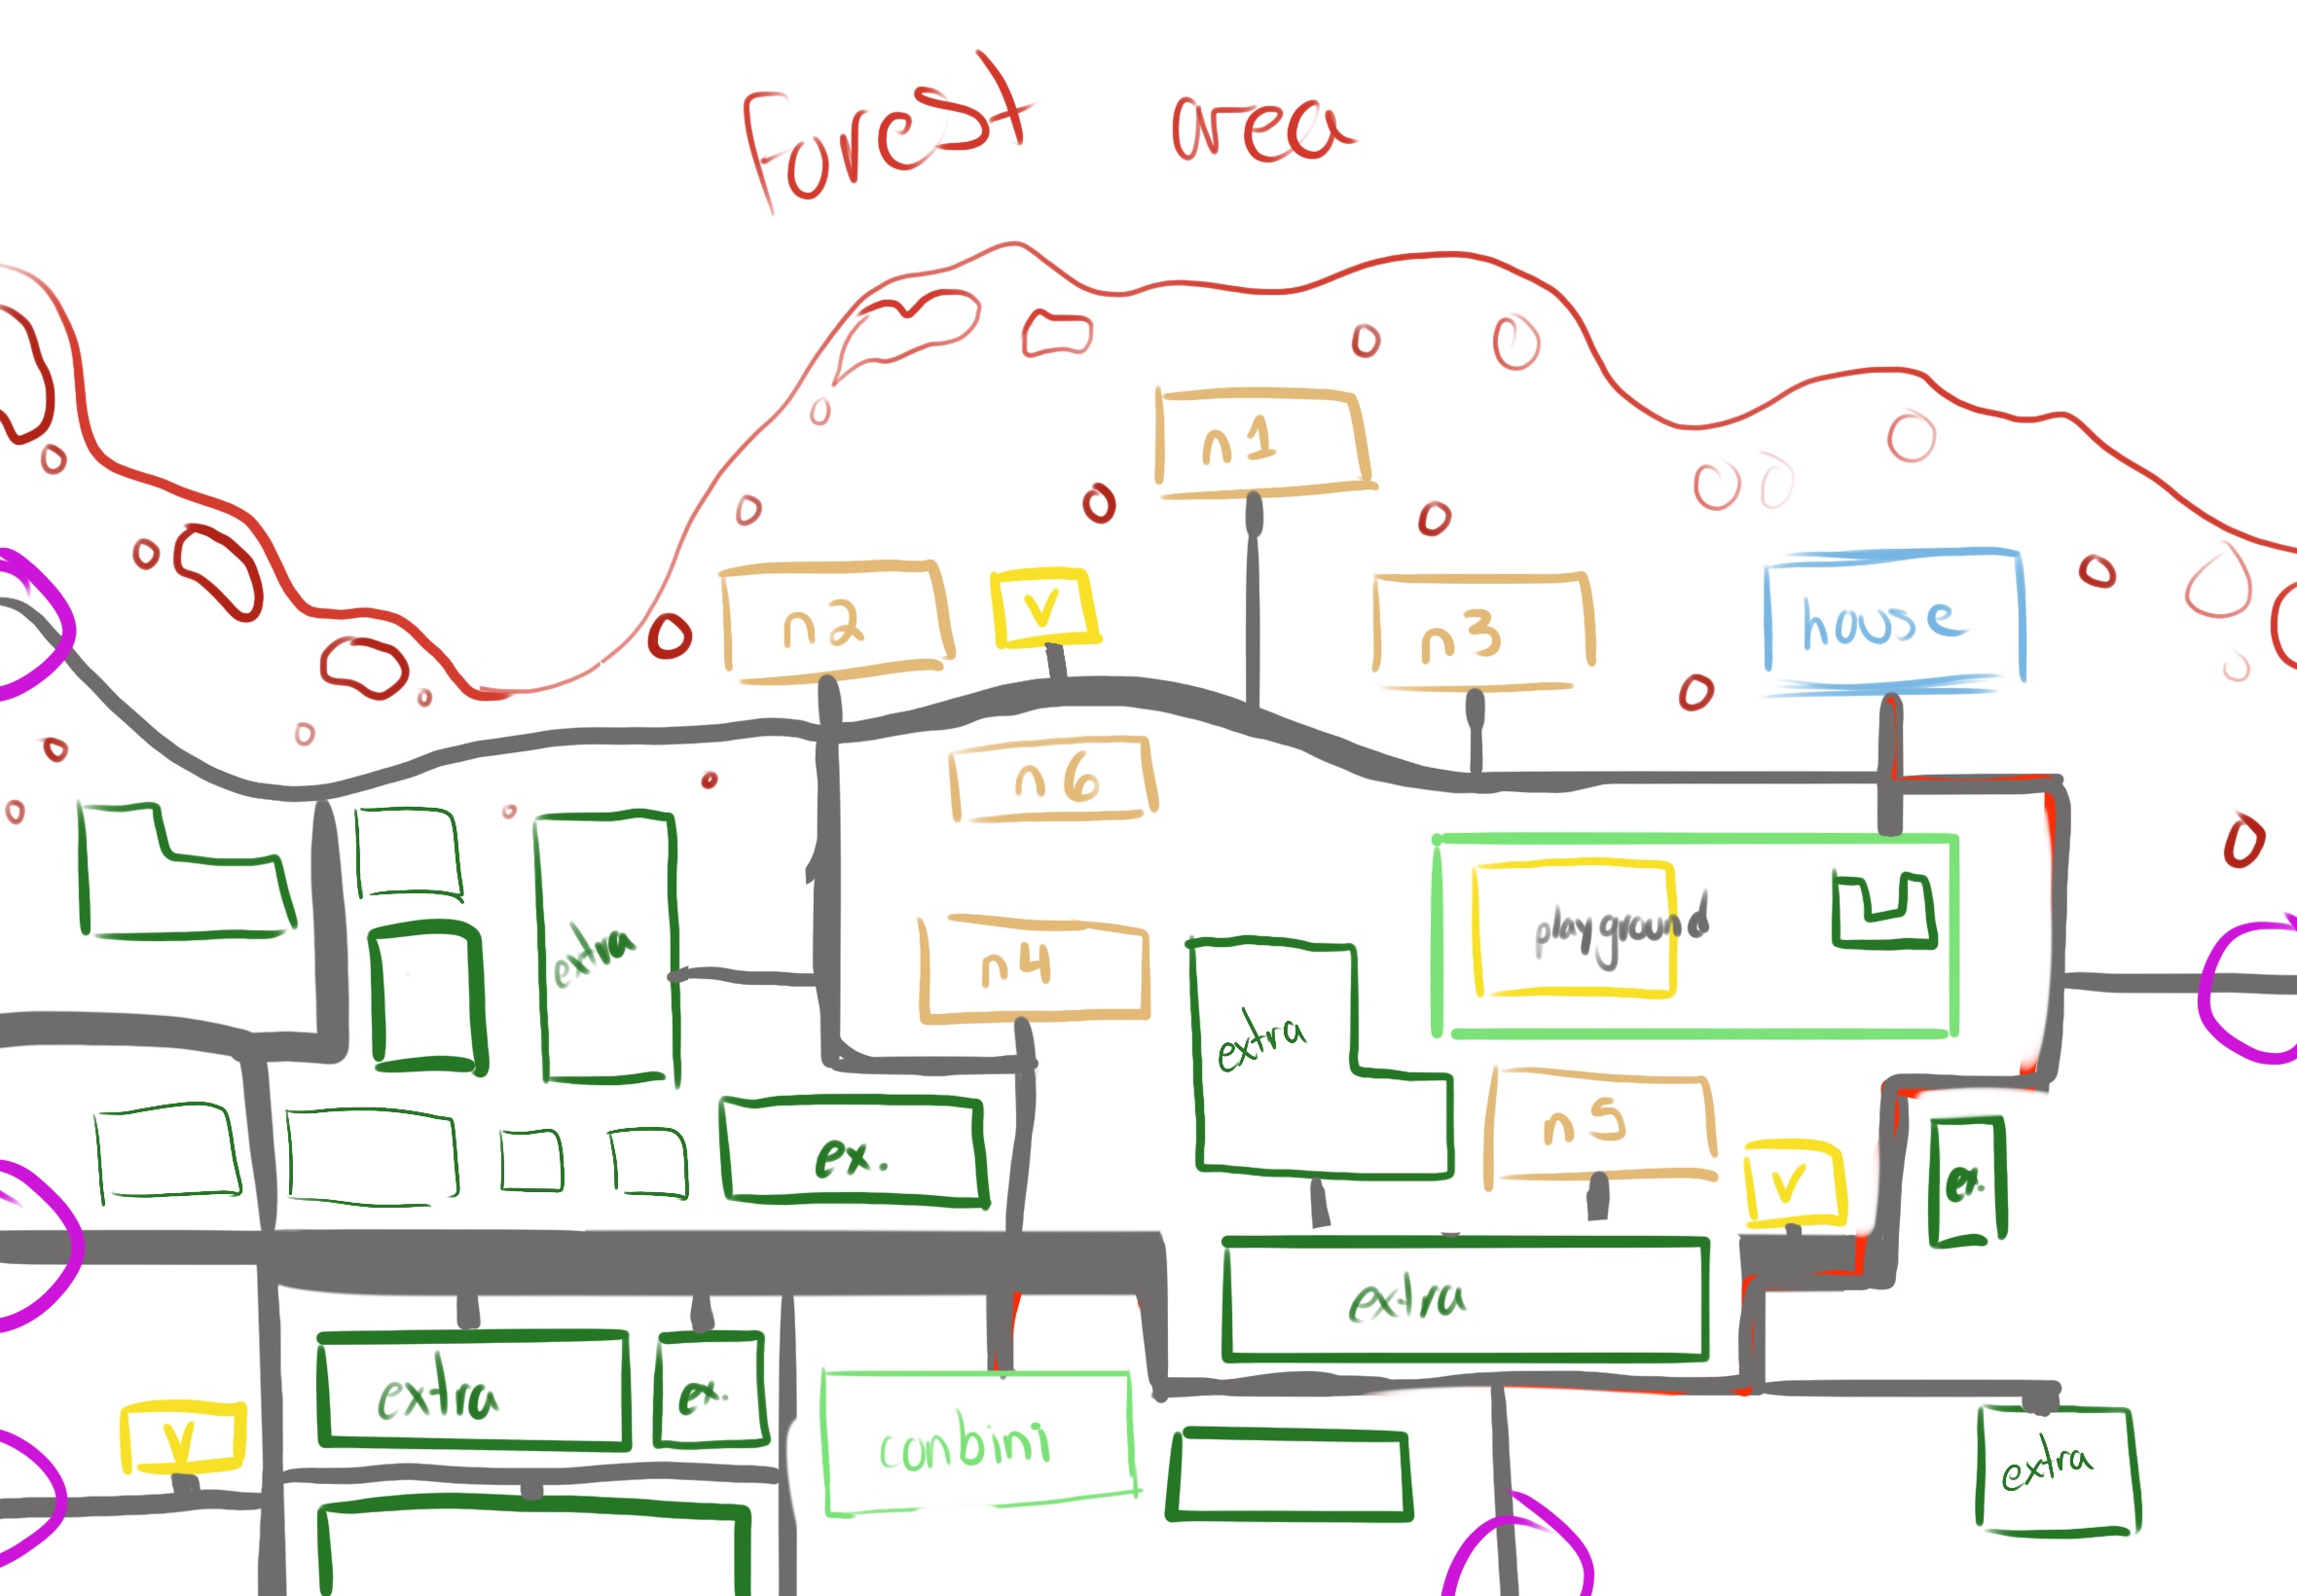 Forest area
n1
n2
v
n3
house
n6
playground
extra
n4
extra
n5
ex.
v
ex.
extra
extra
ex.
v
conbini
extra